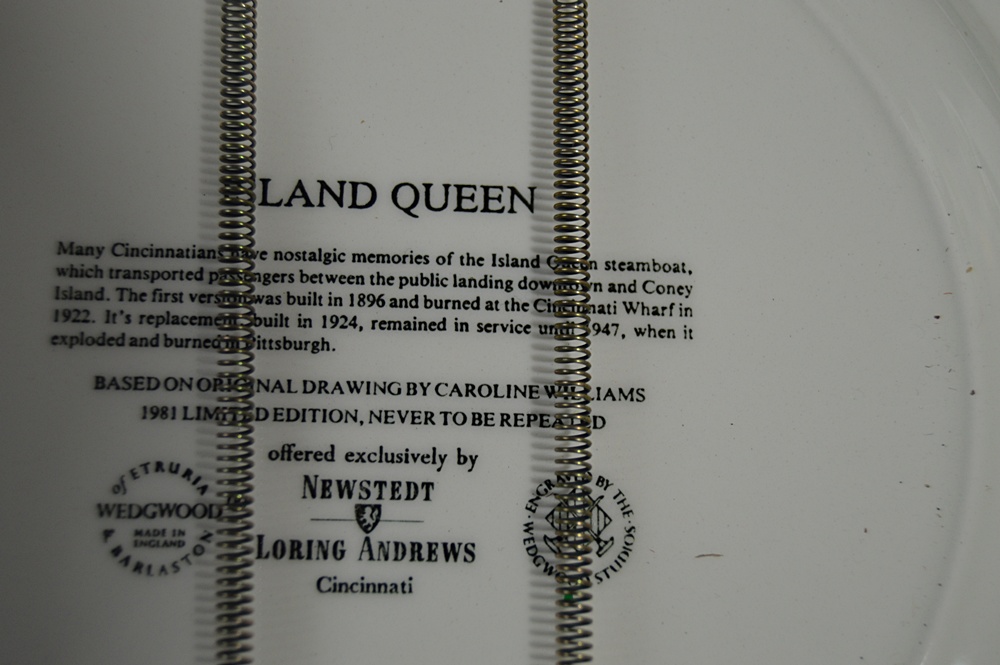 LAND QUEEN
Many Cincinnatians have nostalgic memories of the Island Queen steamboat,
which transported passengers between the public landing downtown and Coney
Island. The first version was built in 1896 and burned at the Cincinnati Wharf in
1922. It's replacement built in 1924, remained in service until 1947, when it
exploded and burned in Pittsburgh.
BASED ON ORIGINAL DRAWING BY CAROLINE WILLIAMS
1981 LIMITED EDITION, NEVER TO BE REPEATED
offered exclusively by
NEWSTEDT
LORING ANDREWS
Cincinnati
of ETRURIA
WEDGWOOD
MADE IN
ENGLAND
& BARLASTON
ENGRAVED BY THE·SOIDUTS WEDGWOOD STUDIO